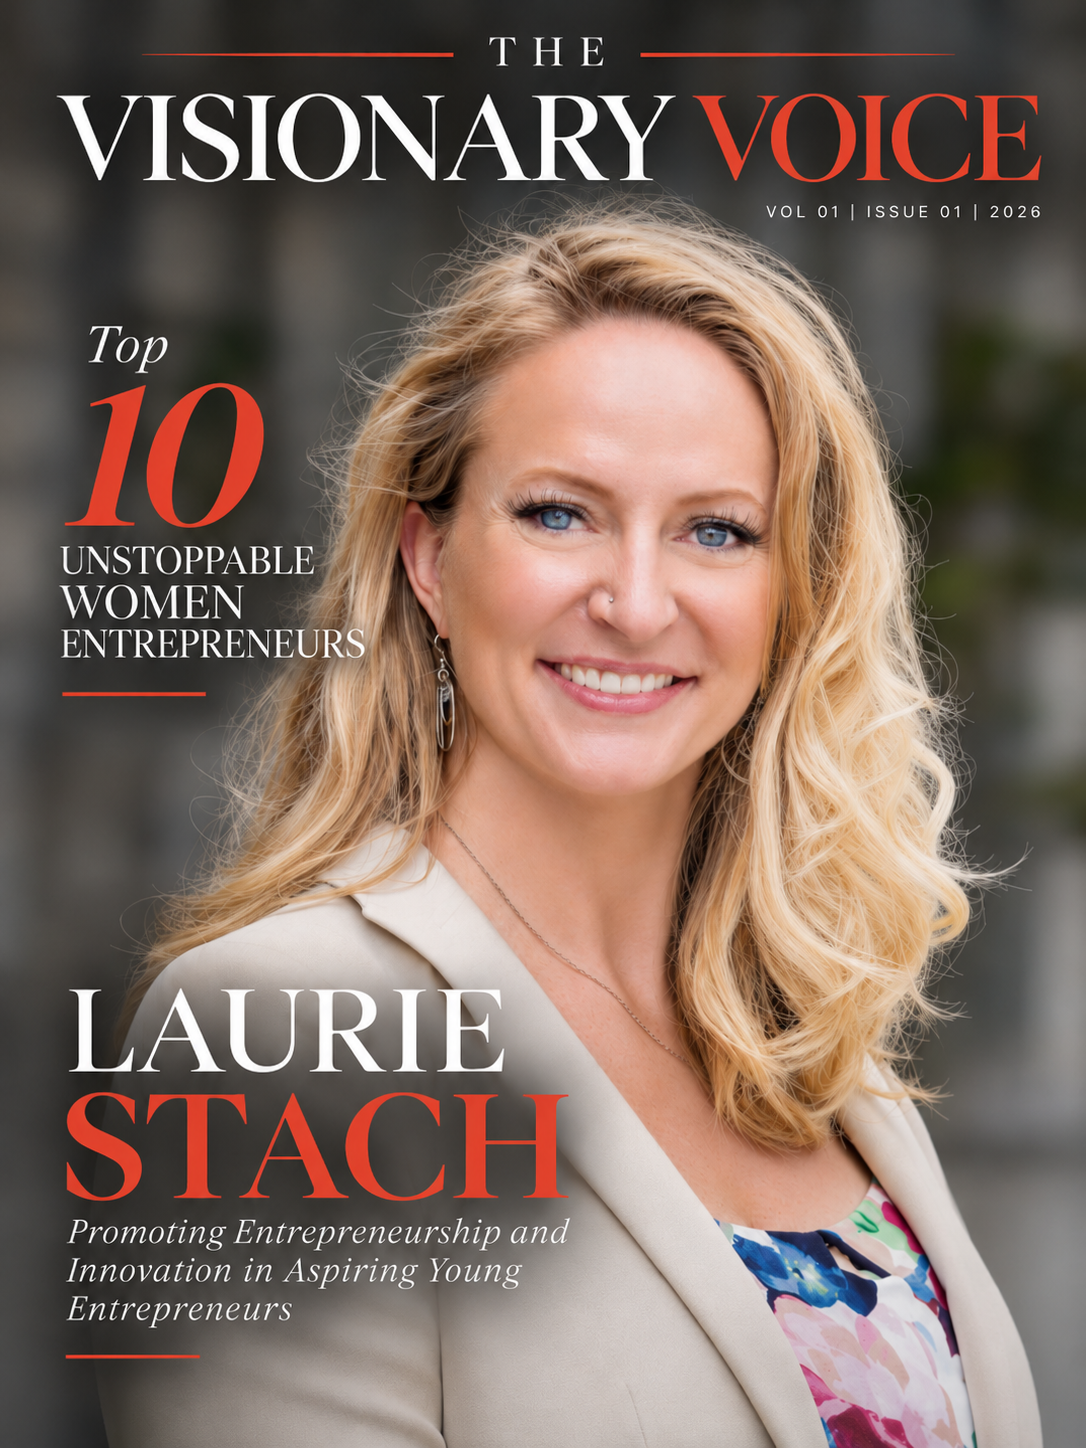 THE
VISIONARY VOICE
VOL 01 | ISSUE 01 | 2026
Top
10
UNSTOPPABLE
WOMEN
ENTREPRENEURS
LAURIE
STACH
Promoting Entrepreneurship and
Innovation in Aspiring Young
Entrepreneurs